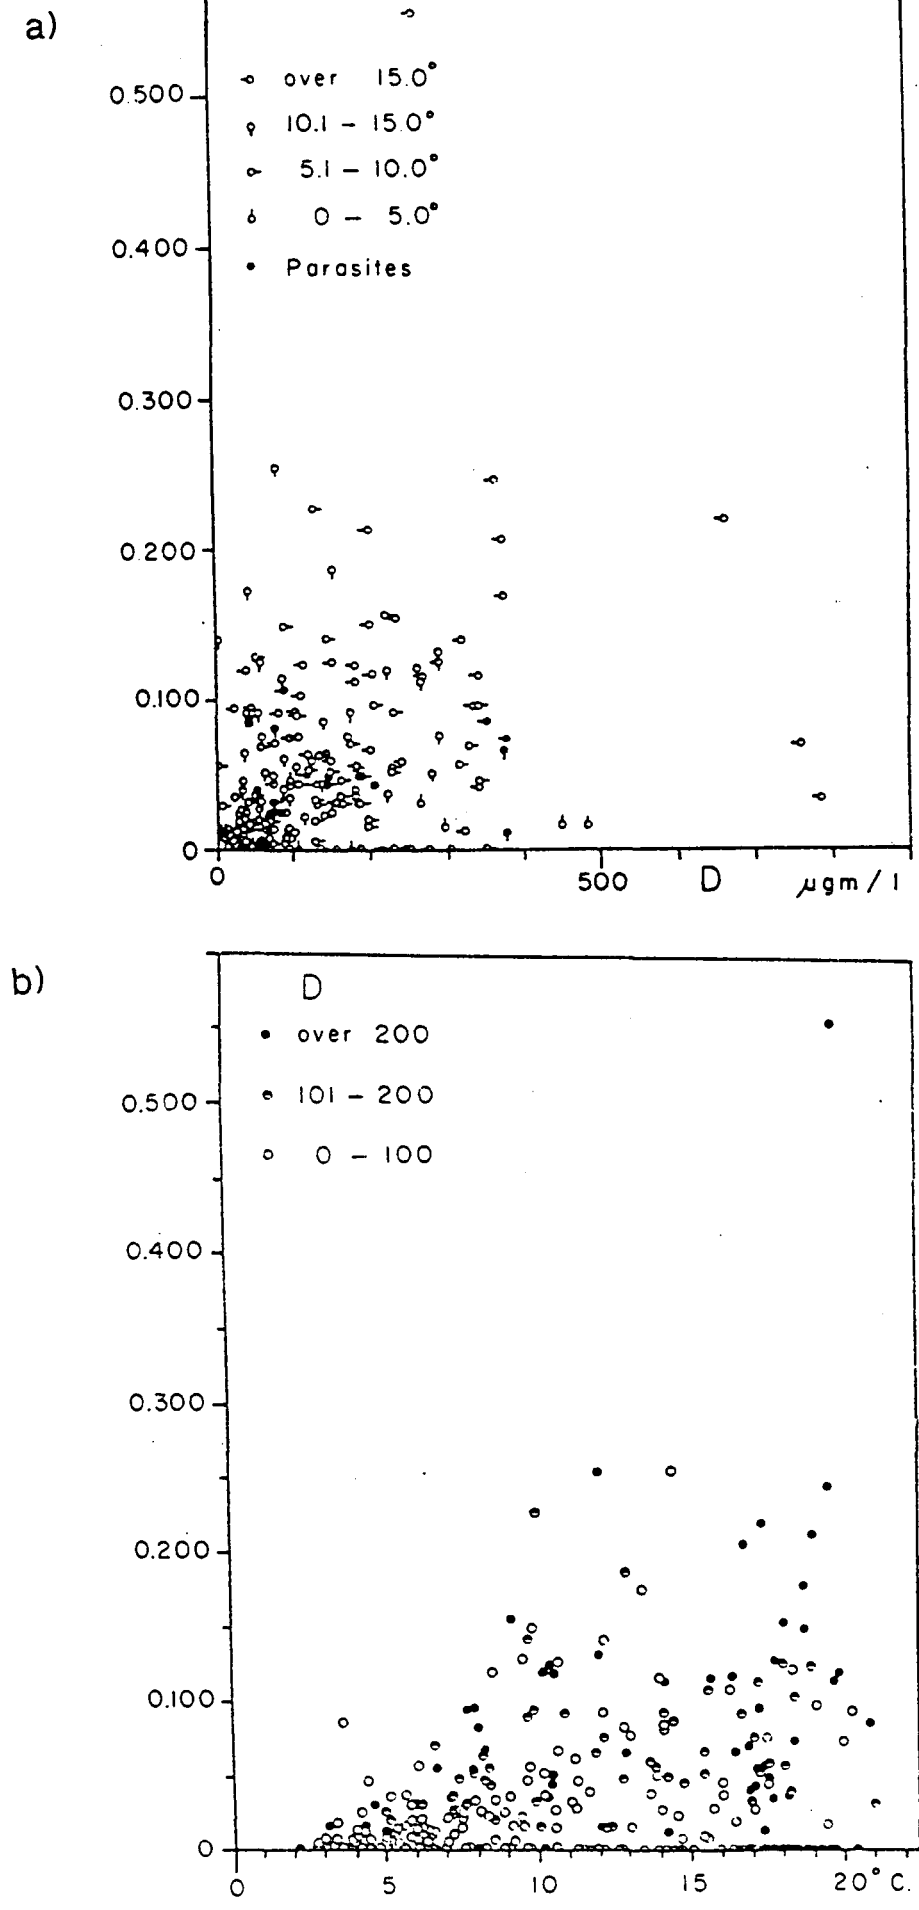 a)
over 15.0°
0.500
10.1 – 15.0°
5.1 – 10.0°
0 – 5.0°
0.400
Parasites
0.300
0.200
0.100
0
0 500 D µgm / l
b)
D
over 200
0.500
101 – 200
0 – 100
0.400
0.300
0.200
0.100
0
0 5 10 15 20° C.